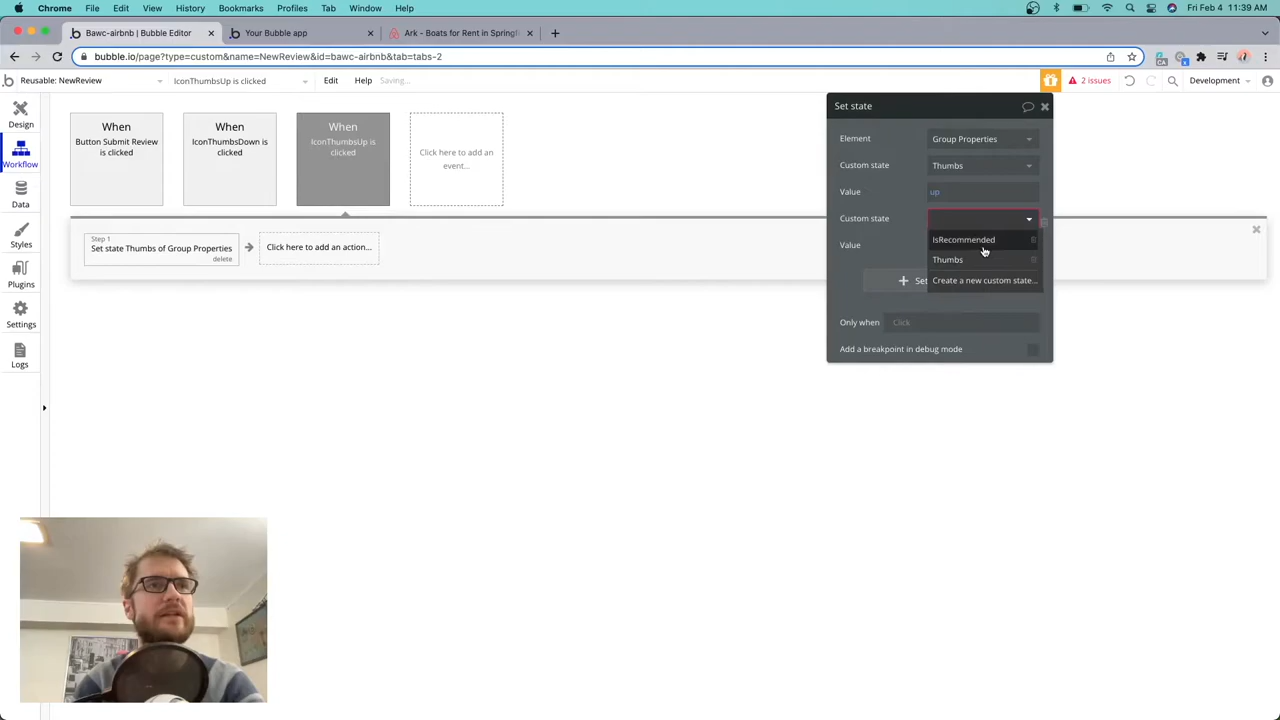 Chrome File Edit View History Bookmarks Profiles Tab Window Help
Fri Feb 4 11:39 AM
Bawc-airbnb | Bubble Editor
Your Bubble app
Ark - Boats for Rent in Springf
bubble.io/page?type=custom&name=NewReview&id=bawc-airbnb&tab=tabs-2
Reusable: NewReview
IconThumbsUp is clicked
Edit
Help
Saving...
2 issues
Development
Design
Workflow
Data
Styles
Plugins
Settings
Logs
When
Button Submit Review
is clicked
When
IconThumbsDown is
clicked
When
IconThumbsUp is
clicked
Click here to add an
event...
Step 1
Set state Thumbs of Group Properties
delete
Click here to add an action...
Set state
Element
Group Properties
Custom state
Thumbs
Value
up
Custom state
IsRecommended
Value
Thumbs
Set
Create a new custom state...
Only when
Click
Add a breakpoint in debug mode